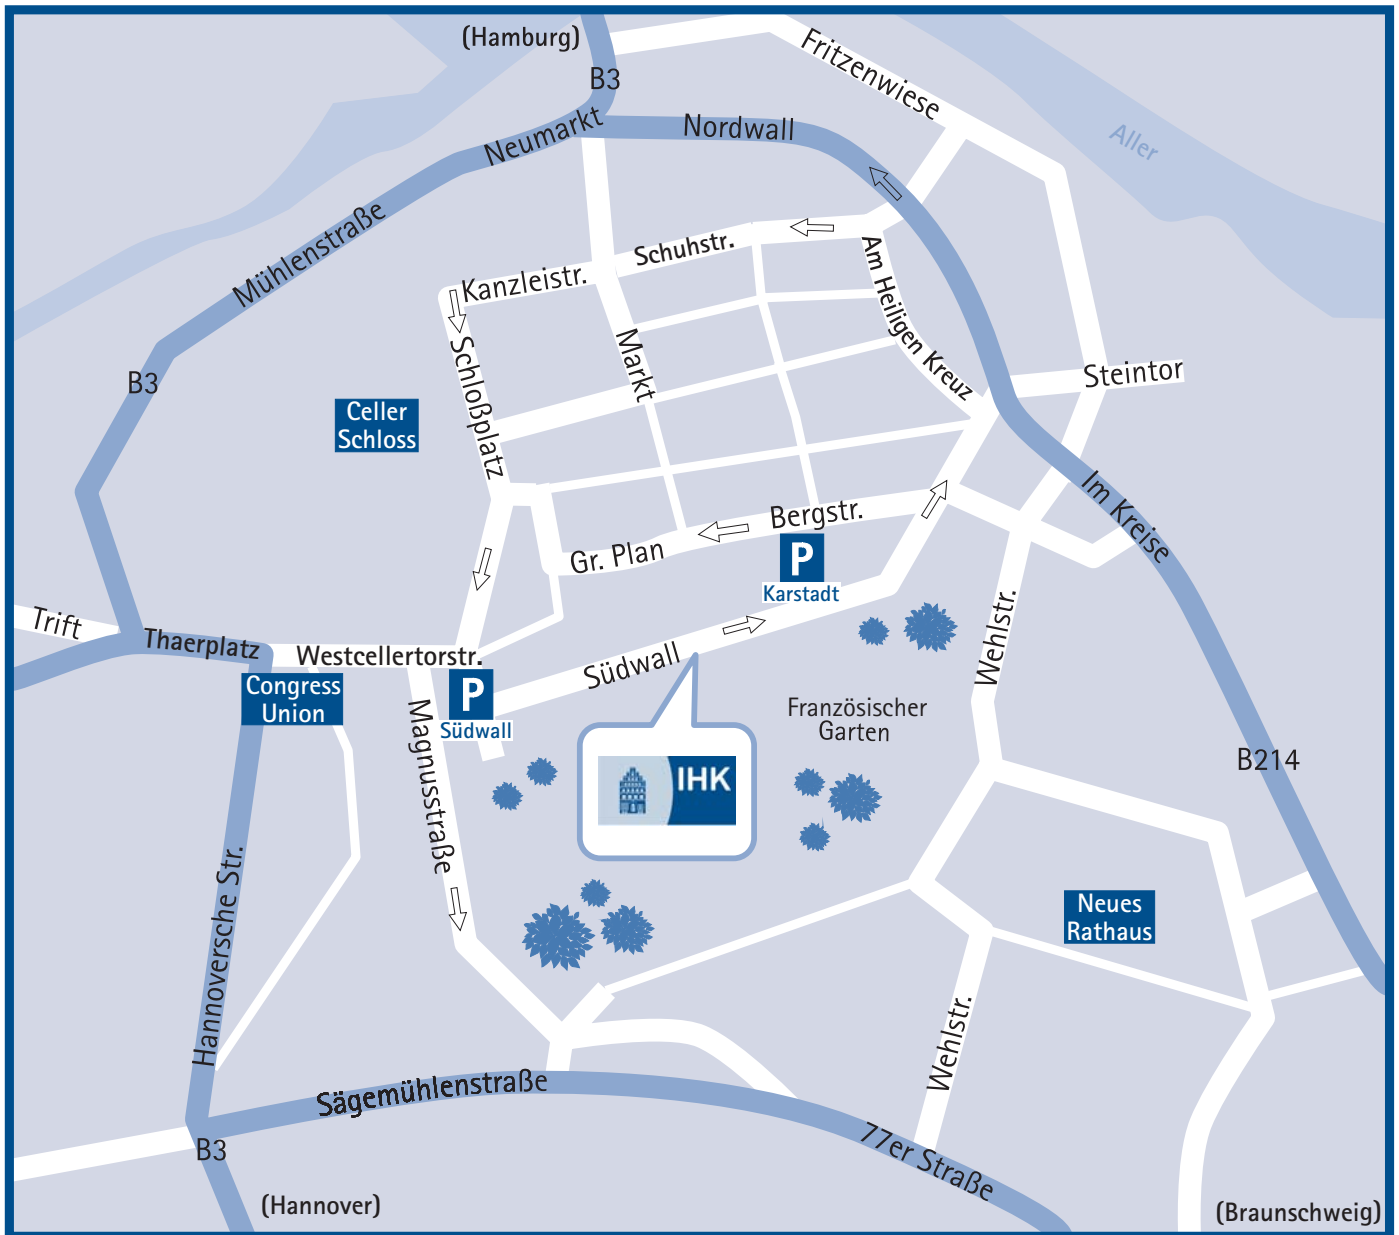 (Hamburg)
B3
Fritzenwiese
Neumarkt
Nordwall
Aller
Mühlenstraße
Schuhstr.
Am Heiligen Kreuz
Kanzleistr.
Markt
Schloßplatz
B3
Steintor
Celler
Schloss
Im Kreise
Bergstr.
Gr. Plan
P
Karstadt
Trift
Thaerplatz
Westcellertorstr.
Südwall
Wehlstr.
Congress
Union
P
Südwall
Magnusstraße
Französischer
Garten
B214
IHK
Hannoversche Str.
Neues
Rathaus
Wehlstr.
Sägemühlenstraße
77er Straße
B3
(Hannover)
(Braunschweig)